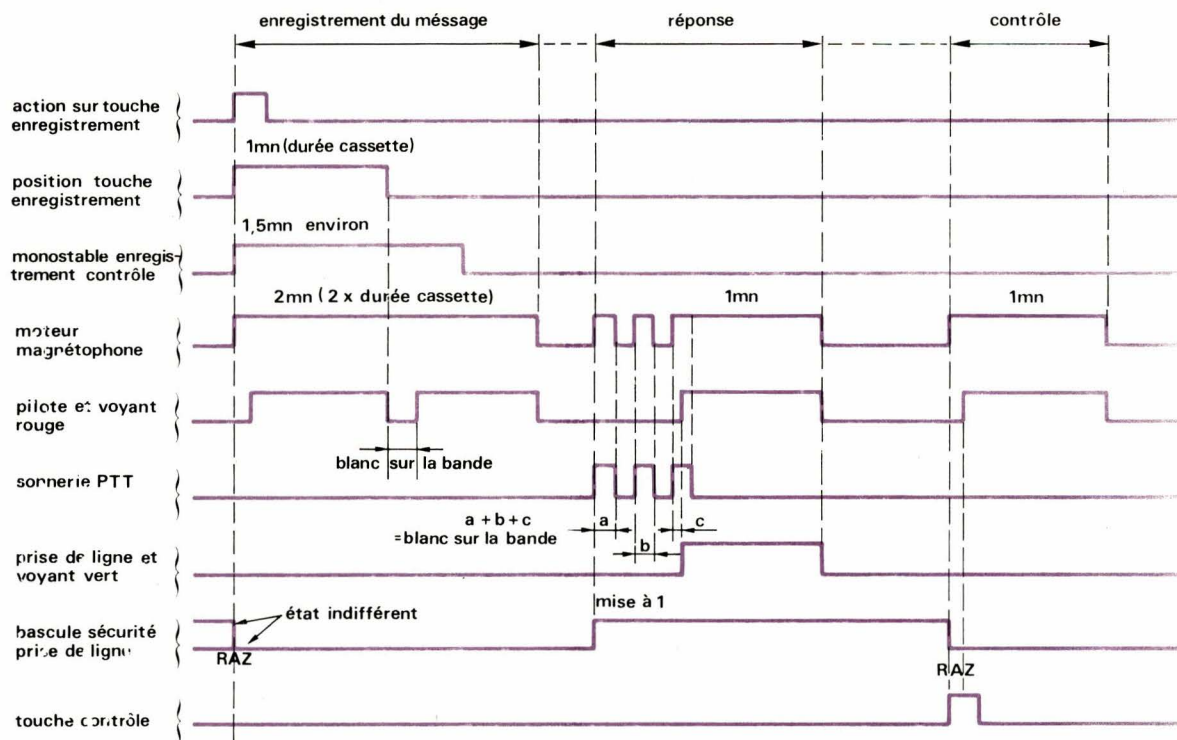 enregistrement du méssage
réponse
contrôle
action sur touche
enregistrement
1mn (durée cassette)
position touche
enregistrement
1,5mn environ
monostable enregis-
trement contrôle
2mn ( 2 x durée cassette)
1mn
1mn
moteur
magnétophone
pilote et voyant
rouge
blanc sur la bande
sonnerie PTT
a + b + c
=blanc sur la bande
a
b
c
prise de ligne et
voyant vert
mise à 1
état indifférent
bascule sécurité
prise de ligne
RAZ
RAZ
touche contrôle